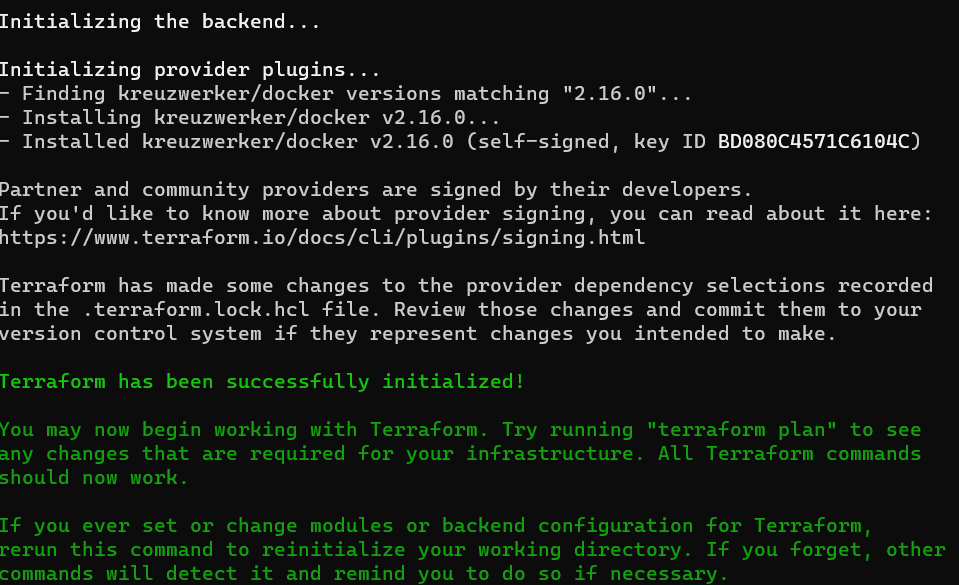 Initializing the backend...
Initializing provider plugins...
- Finding kreuzwerker/docker versions matching "2.16.0"...
- Installing kreuzwerker/docker v2.16.0...
- Installed kreuzwerker/docker v2.16.0 (self-signed, key ID BD080C4571C6104C)
Partner and community providers are signed by their developers.
If you'd like to know more about provider signing, you can read about it here:
https://www.terraform.io/docs/cli/plugins/signing.html
Terraform has made some changes to the provider dependency selections recorded
in the .terraform.lock.hcl file. Review those changes and commit them to your
version control system if they represent changes you intended to make.
Terraform has been successfully initialized!
You may now begin working with Terraform. Try running "terraform plan" to see
any changes that are required for your infrastructure. All Terraform commands
should now work.
If you ever set or change modules or backend configuration for Terraform,
rerun this command to reinitialize your working directory. If you forget, other
commands will detect it and remind you to do so if necessary.